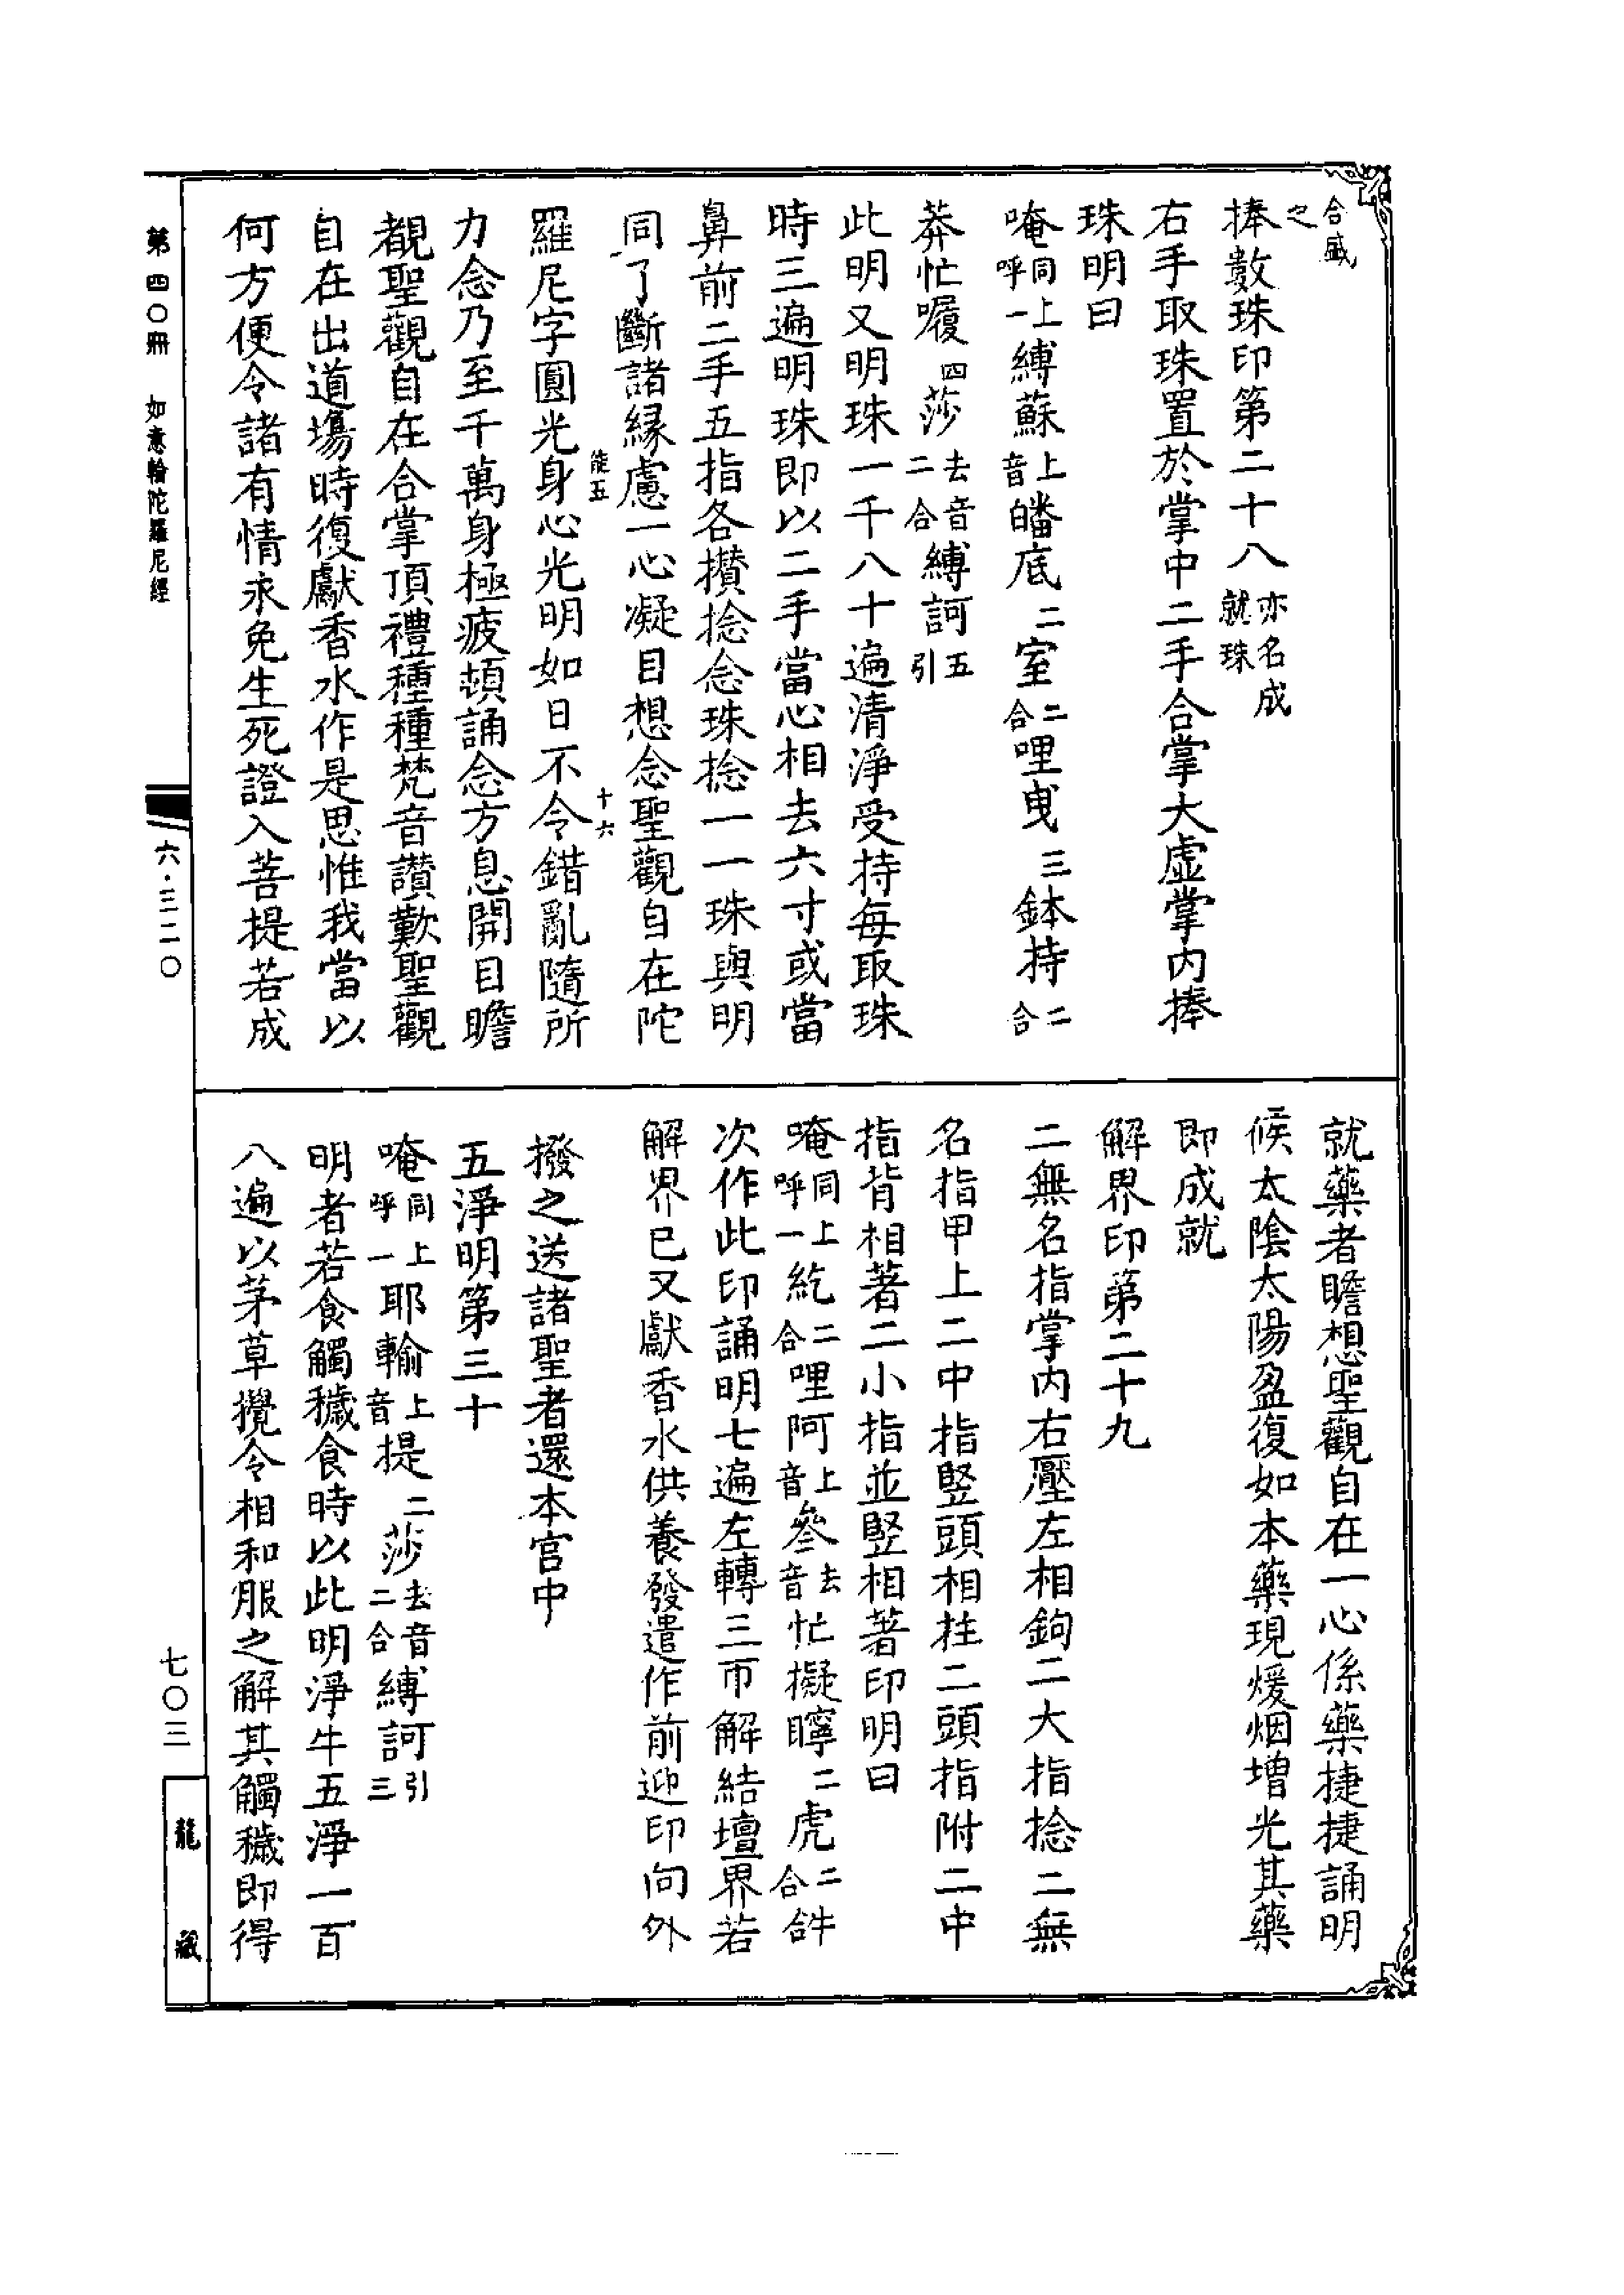 合盛之
捧數珠印第二十八亦名成就珠
右手取珠置於掌中二手合掌大虛掌內捧
珠明曰
唵同上呼一縛蘇上音皤底二室二合哩曳三鉢持二合
莽忙囑四莎去音二合縛訶五引
此明又明珠一千八十遍清淨受持每取珠
時三遍明珠即以二手當心相去六寸或當
鼻前二手五指各攢捻念珠捻一一珠與明
同了斷諸緣慮一心凝目想念聖觀自在陀
能五
十六
羅尼字圓光身心光明如日不令錯亂隨所
力念乃至千萬身極疲頓誦念方息開目瞻
覩聖觀自在合掌頂禮種種梵音讚歎聖觀
自在出道場時復獻香水作是思惟我當以
何方便令諸有情永免生死證入菩提若成
就藥者瞻想聖觀自在一心係藥捷捷誦明
候太陰太陽盈復如本藥現煖烟增光其藥
即成就
解界印第二十九
二無名指掌內右壓左相鉤二大指捻二無
名指甲上二中指竪頭相拄二頭指附二中
指背相著二小指並竪相著印明曰
唵同上呼一紇二合哩阿上音參去音忙擬𥉃二虎二合𤙖
次作此印誦明七遍左轉三帀解結壇界若
解界已又獻香水供養發遣作前迎印向外
撥之送諸聖者還本宮中
五淨明第三十
唵同上呼一耶輸上音提二莎去音二合縛訶引三
明者若食觸穢食時以此明淨牛五淨一百
八遍以茅草攪令相和服之解其觸穢即得
第四〇冊 如意輪陀羅尼經
六·三二〇
七〇三
龍藏